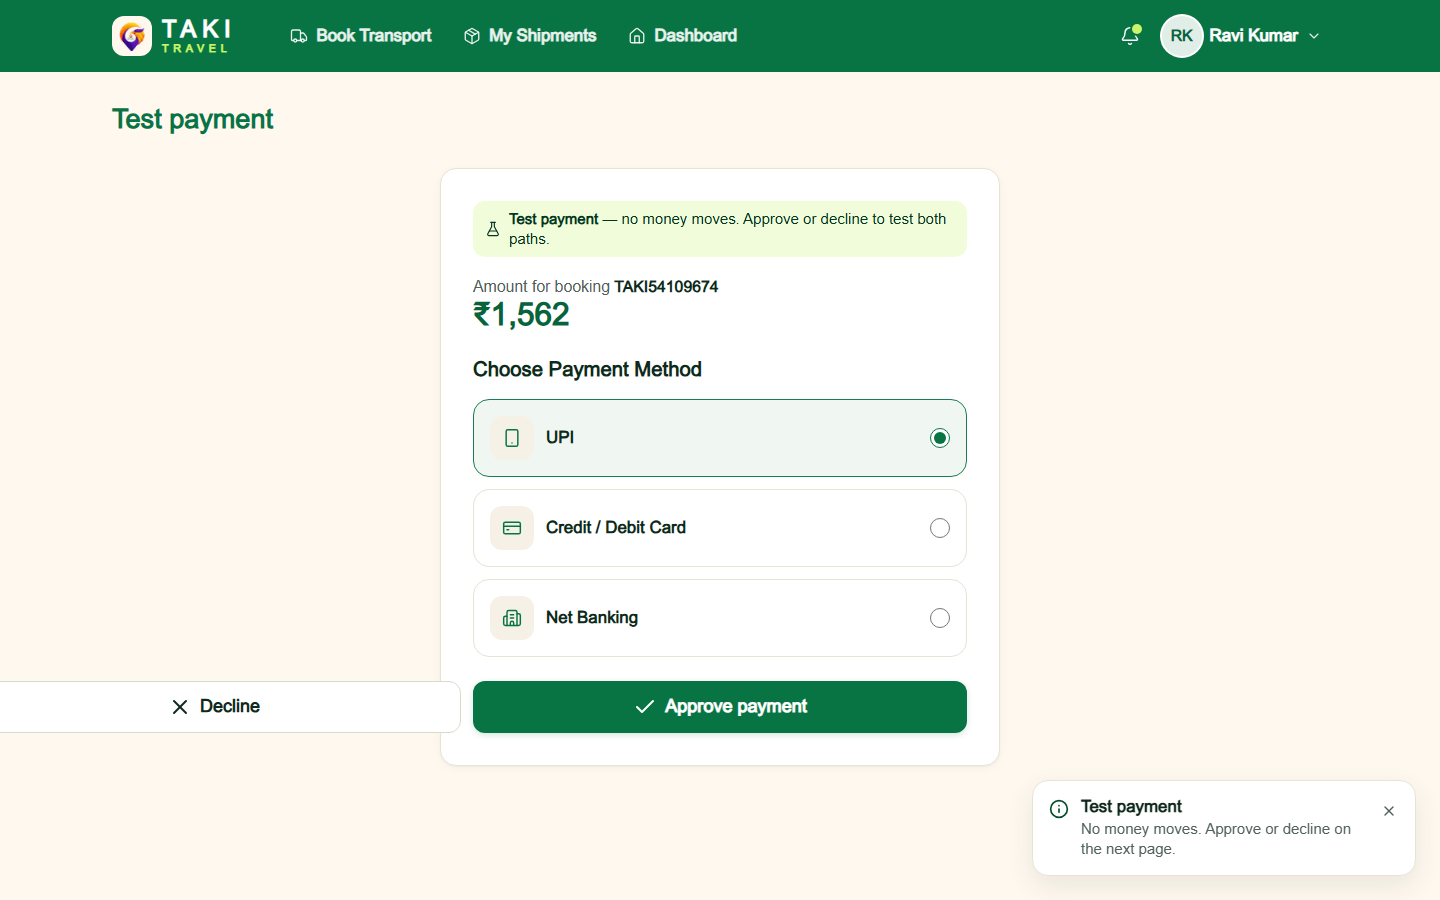 TAKI
TRAVEL
Book Transport
My Shipments
Dashboard
RK
Ravi Kumar
Test payment
Test payment — no money moves. Approve or decline to test both
paths.
Amount for booking TAKI54109674
₹1,562
Choose Payment Method
UPI
Credit / Debit Card
Net Banking
Decline
Approve payment
Test payment
No money moves. Approve or decline on
the next page.